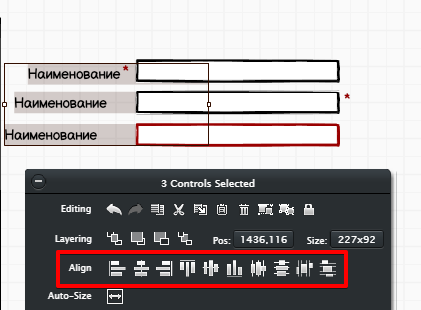 Наименование *
Наименование *
Наименование
3 Controls Selected
Editing
Layering Pos: 1436,116 Size: 227x92
Align
Auto-Size